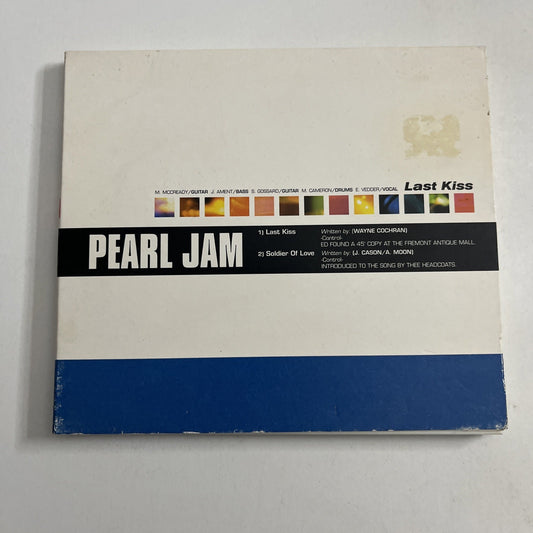 M. MCCREADY/GUITAR J. AMENT/BASS S. GOSSARD/GUITAR M. CAMERON/DRUMS E. VEDDER/VOCAL Last Kiss
PEARL JAM
1) Last Kiss Written by: (WAYNE COCHRAN)
-Control-
ED FOUND A 45' COPY AT THE FREMONT ANTIQUE MALL.
2) Soldier Of Love Written by: (J. CASON/A. MOON)
-Control-
INTRODUCED TO THE SONG BY THEE HEADCOATS.